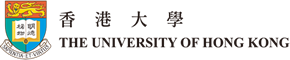 香港大學
THE UNIVERSITY OF HONG KONG